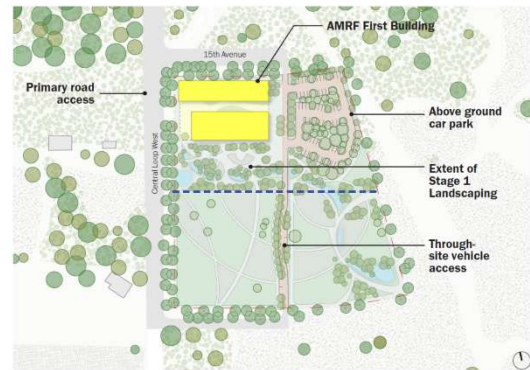 AMRF First Building
15th Avenue
Primary road
access
Central Loop West
Above ground
car park
Extent of
Stage 1
Landscaping
Through-
site vehicle
access